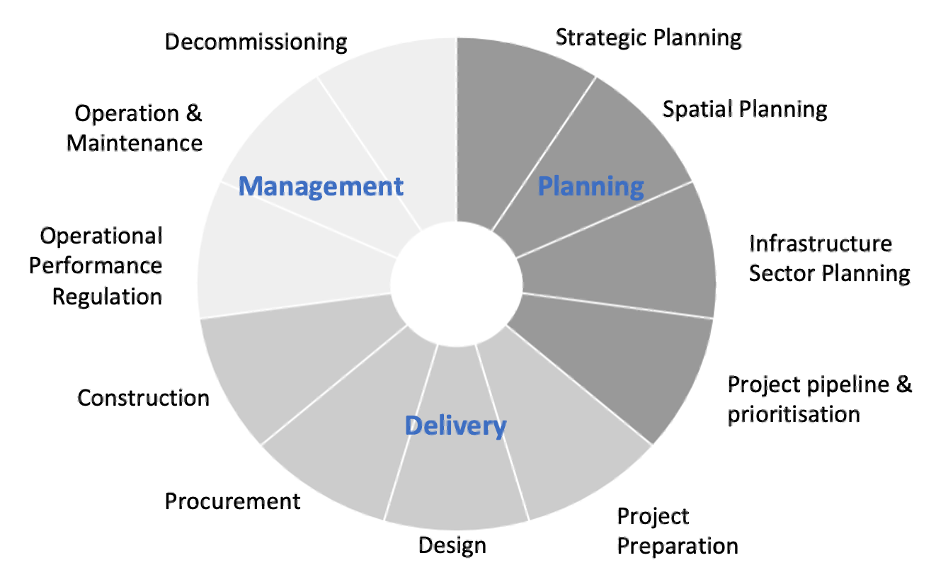 Strategic Planning
Spatial Planning
Infrastructure
Sector Planning
Project pipeline &
prioritisation
Project
Preparation
Design
Procurement
Construction
Operational
Performance
Regulation
Operation &
Maintenance
Decommissioning
Management
Planning
Delivery